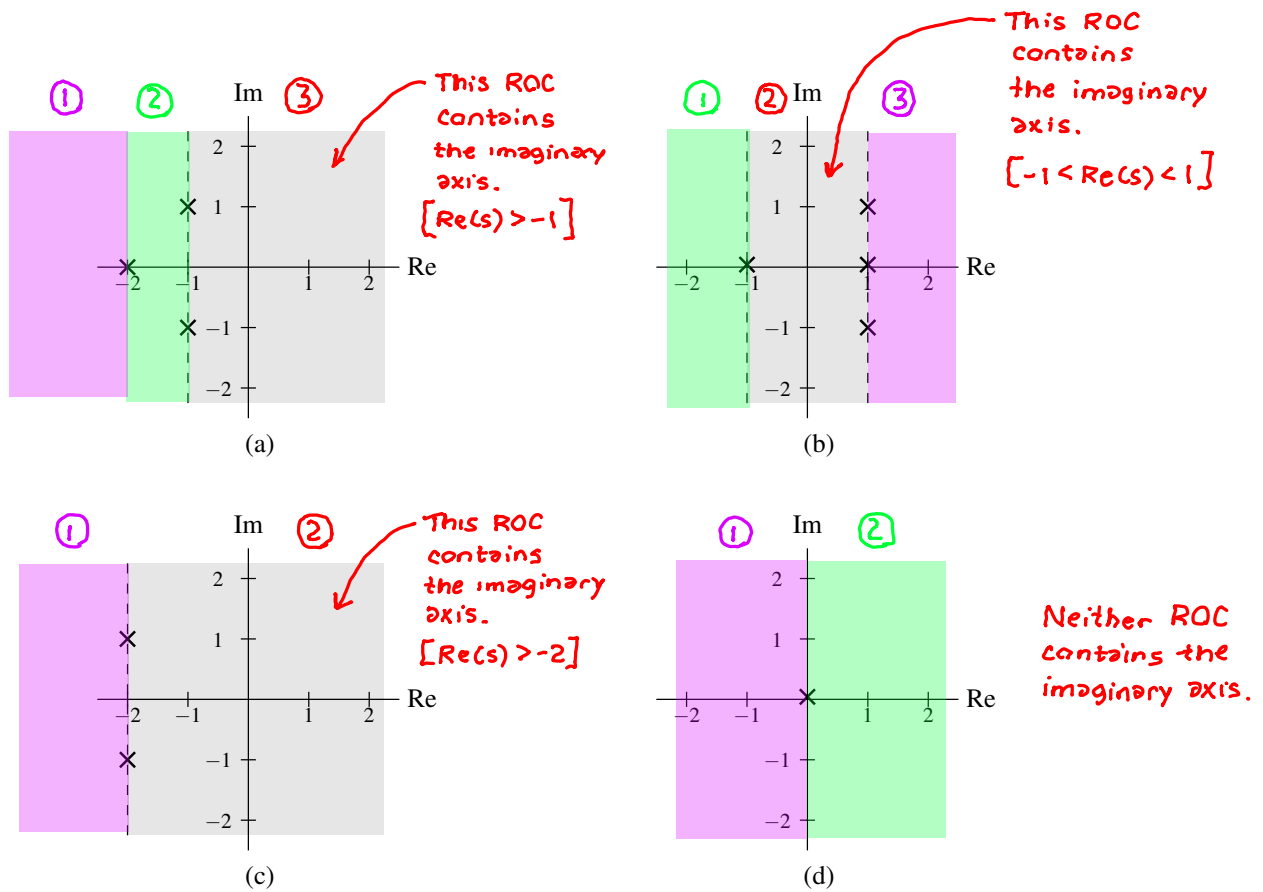 ① ② Im ③
2
1
−2 −1 1 2 Re
−1
−2
(a)
This ROC
contains
the imaginary
axis.
[Re(s) > -1]
① ② Im ③
2
1
−2 −1 1 2 Re
−1
−2
(b)
This ROC
contains
the imaginary
axis.
[-1 < Re(s) < 1]
① Im ②
2
1
−2 −1 1 2 Re
−1
−2
(c)
This ROC
contains
the imaginary
axis.
[Re(s) > -2]
① Im ②
2
1
−2 −1 1 2 Re
−1
−2
(d)
Neither ROC
contains the
imaginary axis.